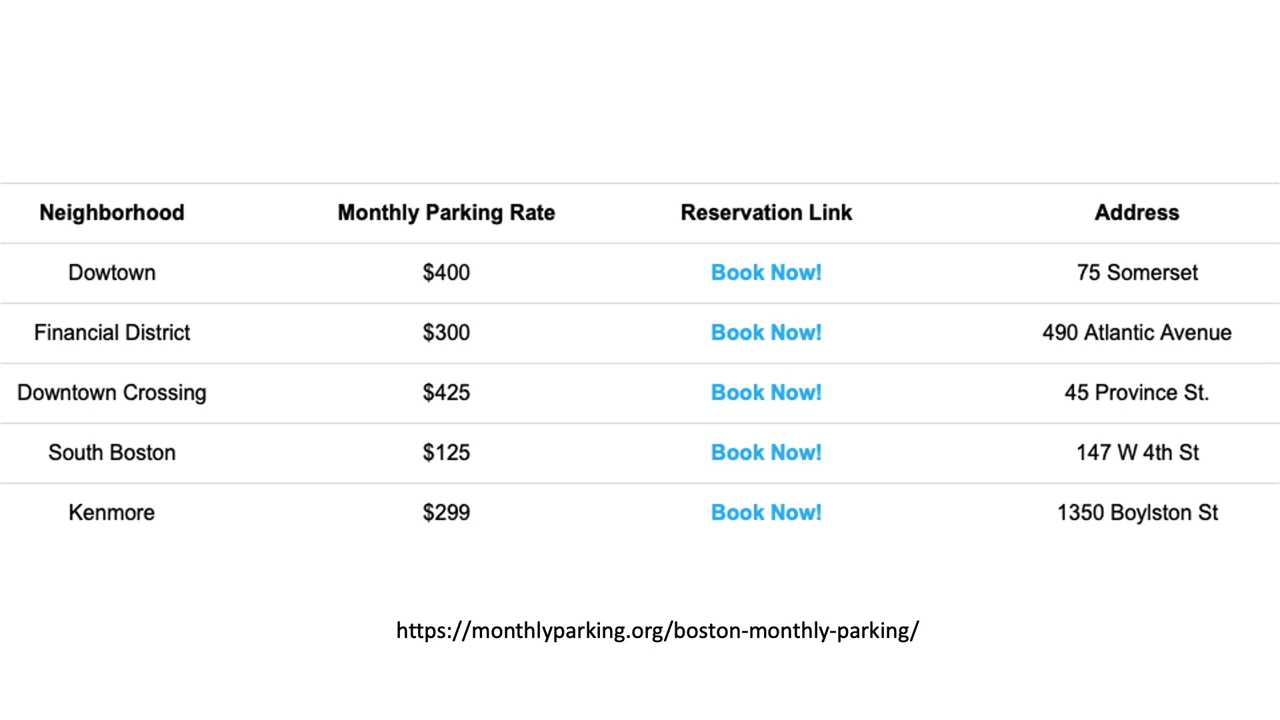 Neighborhood Monthly Parking Rate Reservation Link Address
Dowtown $400 Book Now! 75 Somerset
Financial District $300 Book Now! 490 Atlantic Avenue
Downtown Crossing $425 Book Now! 45 Province St.
South Boston $125 Book Now! 147 W 4th St
Kenmore $299 Book Now! 1350 Boylston St
https://monthlyparking.org/boston-monthly-parking/